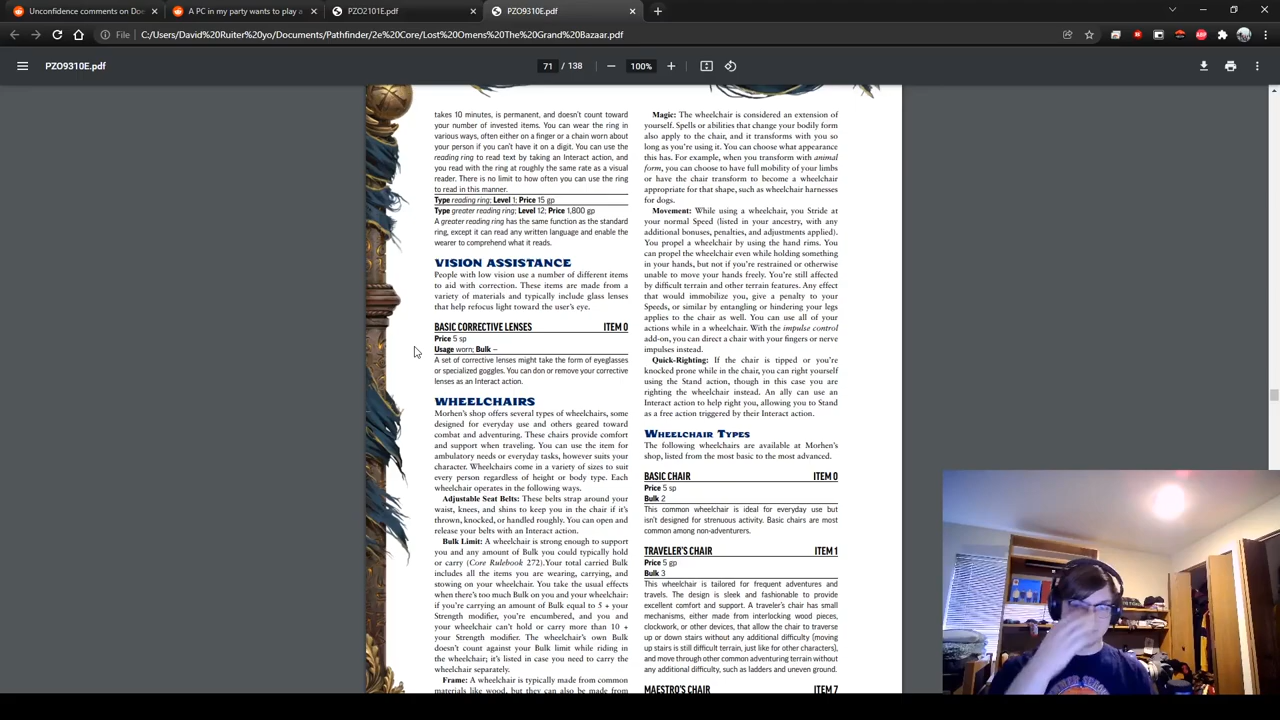 Unconfidence comments on Do
A PC in my party wants to play a
PZO2101E.pdf
PZO9310E.pdf
File
C:/Users/David%20Ruiter%20yo/Documents/Pathfinder/2e%20Core/Lost%20Omens%20The%20Grand%20Bazaar.pdf
ABP
PZO9310E.pdf
71 / 138
100%
takes 10 minutes, is permanent, and doesn't count toward
your number of invested items. You can wear the ring in
various ways, often either on a finger or a chain worn about
your person if you can't have it on a digit. You can use the
reading ring to read text by taking an Interact action, and
you read with the ring at roughly the same rate as a visual
reader. There is no limit to how often you can use the ring
to read in this manner.
Type reading ring; Level 1; Price 15 gp
Type greater reading ring; Level 12; Price 1,800 gp
A greater reading ring has the same function as the standard
ring, except it can read any written language and enable the
wearer to comprehend what it reads.
VISION ASSISTANCE
People with low vision use a number of different items
to aid with correction. These items are made from a
variety of materials and typically include glass lenses
that help refocus light toward the user's eye.
BASIC CORRECTIVE LENSES ITEM 0
Price 5 sp
Usage worn; Bulk –
A set of corrective lenses might take the form of eyeglasses
or specialized goggles. You can don or remove your corrective
lenses as an Interact action.
WHEELCHAIRS
Morhen's shop offers several types of wheelchairs, some
designed for everyday use and others geared toward
combat and adventuring. These chairs provide comfort
and support when traveling. You can use the item for
ambulatory needs or everyday tasks, however suits your
character. Wheelchairs come in a variety of sizes to suit
every person regardless of height or body type. Each
wheelchair operates in the following ways.
Adjustable Seat Belts: These belts strap around your
waist, knees, and shins to keep you in the chair if it's
thrown, knocked, or handled roughly. You can open and
release your belts with an Interact action.
Bulk Limit: A wheelchair is strong enough to support
you and any amount of Bulk you could typically hold
or carry (Core Rulebook 272).Your total carried Bulk
includes all the items you are wearing, carrying, and
stowing on your wheelchair. You take the usual effects
when there's too much Bulk on you and your wheelchair:
if you're carrying an amount of Bulk equal to 5 + your
Strength modifier, you're encumbered, and you and
your wheelchair can't hold or carry more than 10 +
your Strength modifier. The wheelchair's own Bulk
doesn't count against your Bulk limit while riding in
the wheelchair; it's listed in case you need to carry the
wheelchair separately.
Frame: A wheelchair is typically made from common
materials like wood, but they can also be made from
Magic: The wheelchair is considered an extension of
yourself. Spells or abilities that change your bodily form
also apply to the chair, and it transforms with you so
long as you're using it. You can choose what appearance
this has. For example, when you transform with animal
form, you can choose to have full mobility of your limbs
or have the chair transform to become a wheelchair
appropriate for that shape, such as wheelchair harnesses
for dogs.
Movement: While using a wheelchair, you Stride at
your normal Speed (listed in your ancestry, with any
additional bonuses, penalties, and adjustments applied).
You propel a wheelchair by using the hand rims. You
can propel the wheelchair even while holding something
in your hands, but not if you're restrained or otherwise
unable to move your hands freely. You're still affected
by difficult terrain and other terrain features. Any effect
that would immobilize you, give a penalty to your
Speeds, or similar by entangling or hindering your legs
applies to the chair as well. You can use all of your
actions while in a wheelchair. With the impulse control
add-on, you can direct a chair with your fingers or nerve
impulses instead.
Quick-Righting: If the chair is tipped or you're
knocked prone while in the chair, you can right yourself
using the Stand action, though in this case you are
righting the wheelchair instead. An ally can use an
Interact action to help right you, allowing you to Stand
as a free action triggered by their Interact action.
WHEELCHAIR TYPES
The following wheelchairs are available at Morhen's
shop, listed from the most basic to the most advanced.
BASIC CHAIR ITEM 0
Price 5 sp
Bulk 2
This common wheelchair is ideal for everyday use but
isn't designed for strenuous activity. Basic chairs are most
common among non-adventurers.
TRAVELER'S CHAIR ITEM 1
Price 5 gp
Bulk 3
This wheelchair is tailored for frequent adventures and
travels. The design is sleek and fashionable to provide
excellent comfort and support. A traveler's chair has small
mechanisms, either made from interlocking wood pieces,
clockwork, or other devices, that allow the chair to traverse
up or down stairs without any additional difficulty (moving
up stairs is still difficult terrain, just like for other characters),
and move through other common adventuring terrain without
any additional difficulty, such as ladders and uneven ground.
MAESTRO'S CHAIR ITEM 7